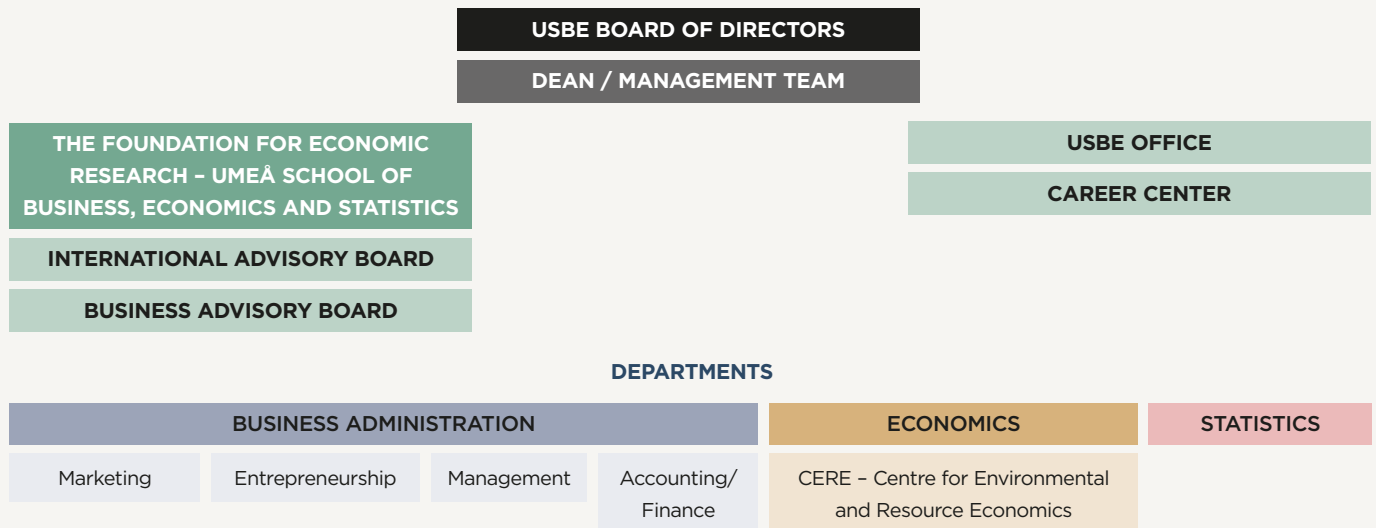 USBE BOARD OF DIRECTORS
DEAN / MANAGEMENT TEAM
THE FOUNDATION FOR ECONOMIC
RESEARCH – UMEÅ SCHOOL OF
BUSINESS, ECONOMICS AND STATISTICS
INTERNATIONAL ADVISORY BOARD
BUSINESS ADVISORY BOARD
USBE OFFICE
CAREER CENTER
DEPARTMENTS
BUSINESS ADMINISTRATION
Marketing
Entrepreneurship
Management
Accounting/
Finance
ECONOMICS
CERE – Centre for Environmental
and Resource Economics
STATISTICS